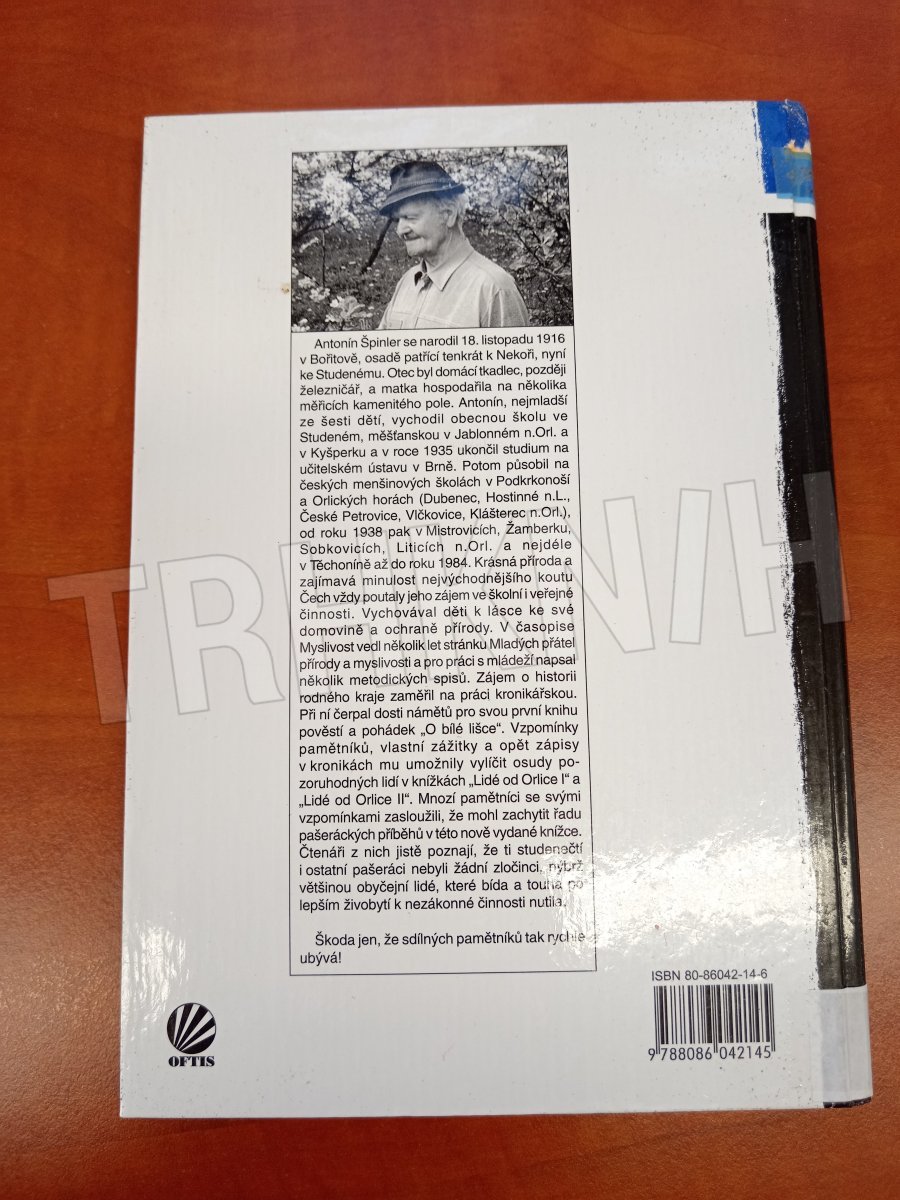 Antonín Špinler se narodil 18. listopadu 1916
v Bořitově, osadě patřící tenkrát k Nekoři, nyní
ke Studenému. Otec byl domácí tkadlec, později
železničář, a matka hospodařila na několika
měřicích kamenitého pole. Antonín, nejmladší
ze šesti dětí, vychodil obecnou školu ve
Studeném, měšťanskou v Jablonném n.Orl. a
v Kyšperku a v roce 1935 ukončil studium na
učitelském ústavu v Brně. Potom působil na
českých menšinových školách v Podkrkonoší
a Orlických horách (Dubenec, Hostinné n.L.,
České Petrovice, Vlčkovice, Klášterec n.Orl.),
od roku 1938 pak v Mistrovicích, Žamberku,
Sobkovicích, Liticích n.Orl. a nejdéle
v Těchoníně až do roku 1984. Krásná příroda a
zajímavá minulost nejvýchodnějšího koutu
Čech vždy poutaly jeho zájem ve školní i veřejné
činnosti. Vychovával děti k lásce ke své
domovině a ochraně přírody. V časopise
Myslivost vedl několik let stránku Mladých přátel
přírody a myslivosti a pro práci s mládeží napsal
několik metodických spisů. Zájem o historii
rodného kraje zaměřil na práci kronikářskou.
Při ní čerpal dosti námětů pro svou první knihu
pověstí a pohádek „O bílé lišce“. Vzpomínky
pamětníků, vlastní zážitky a opět zápisy
v kronikách mu umožnily vylíčit osudy po-
zoruhodných lidí v knížkách „Lidé od Orlice I“ a
„Lidé od Orlice II“. Mnozí pamětníci se svými
vzpomínkami zasloužili, že mohl zachytit řadu
pašeráckých příběhů v této nově vydané knížce.
Čtenáři z nich jistě poznají, že ti studenečtí
i ostatní pašeráci nebyli žádní zločinci, nýbrž
většinou obyčejní lidé, které bída a touha po
lepším živobytí k nezákonné činnosti nutila.
Škoda jen, že sdílných pamětníků tak rychle
ubývá!
ISBN 80-86042-14-6
9 788086 042145
OFTIS
TRHKNIH